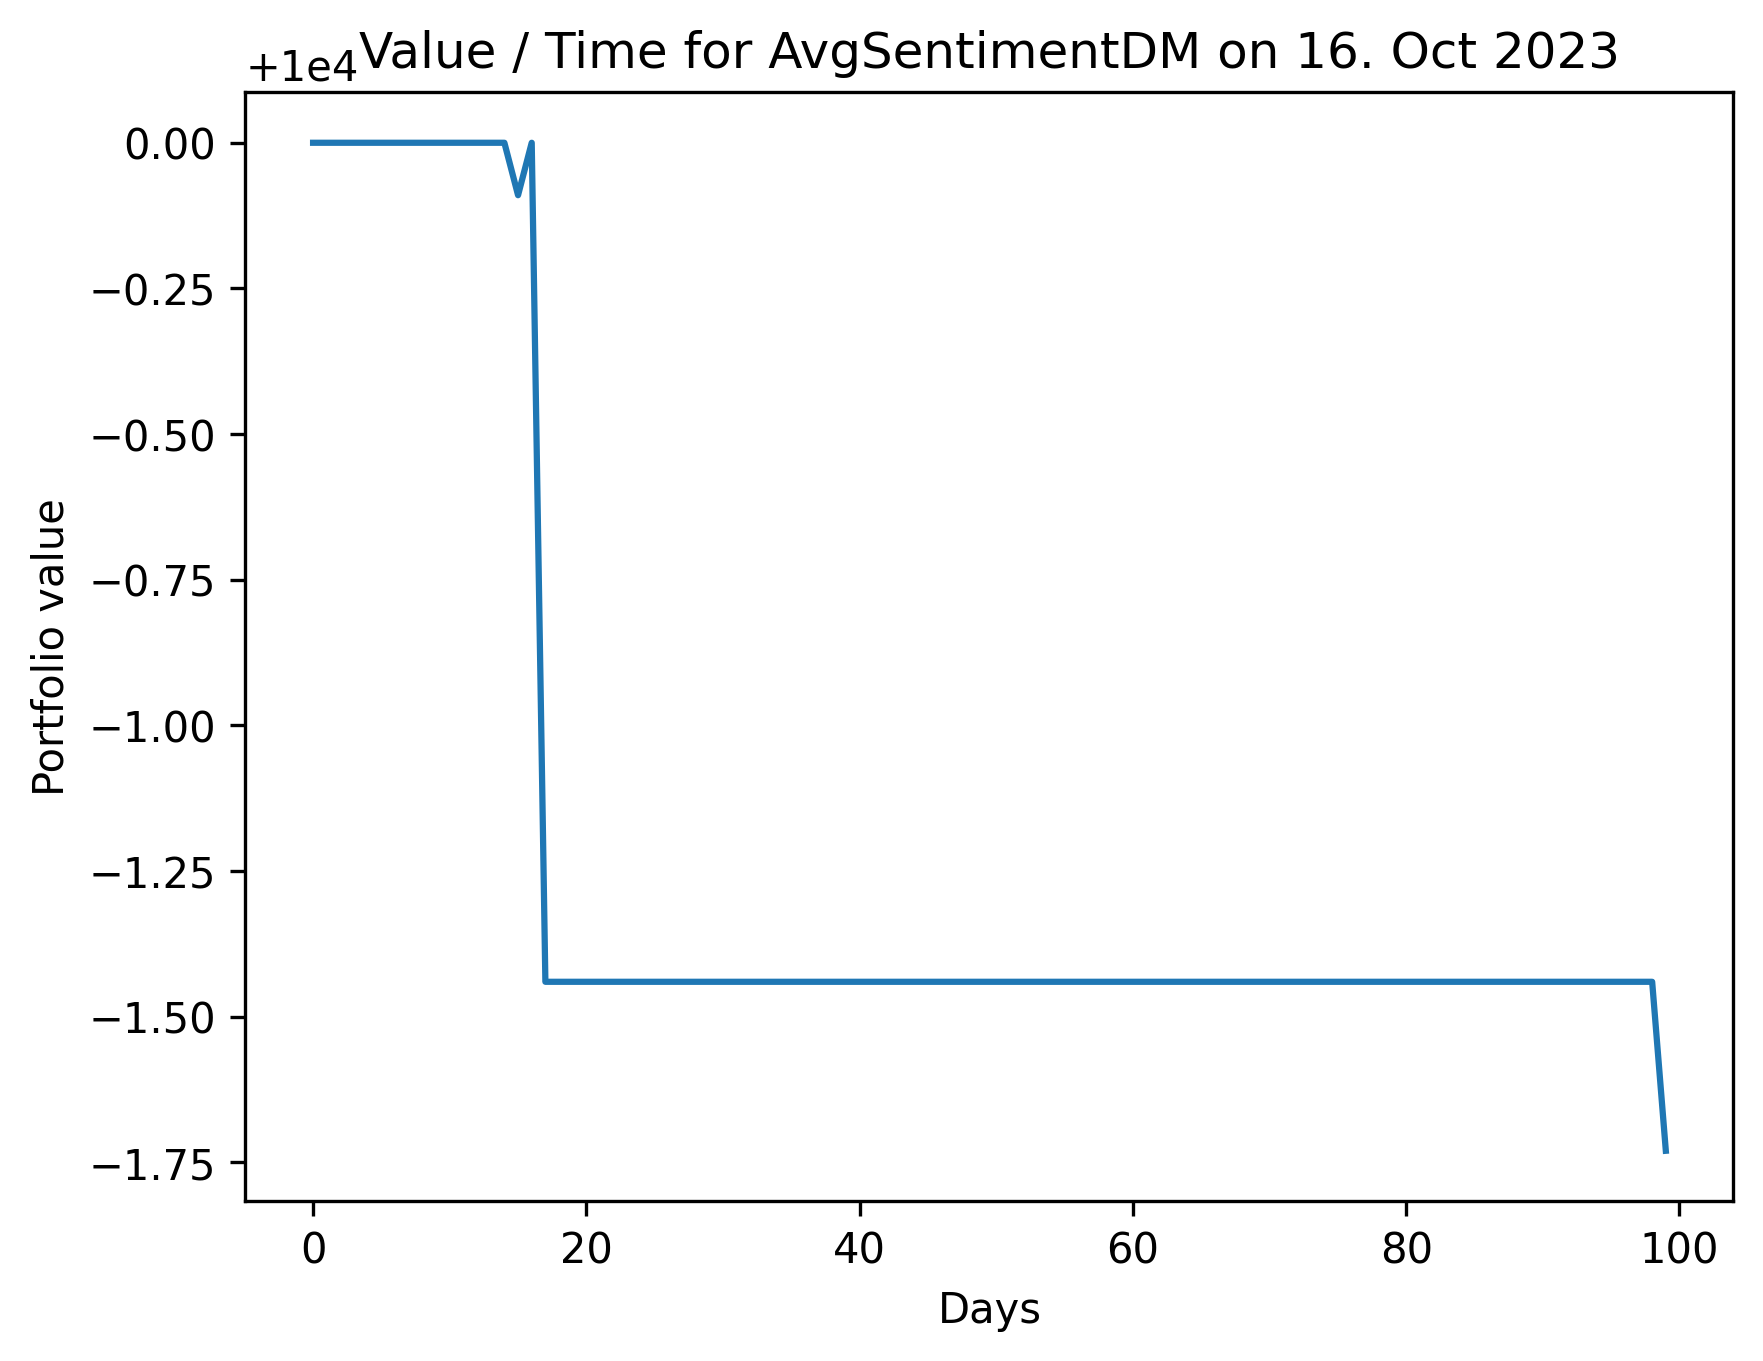 Value / Time for AvgSentimentDM on 16. Oct 2023
+1e4
0.00
−0.25
−0.50
−0.75
−1.00
−1.25
−1.50
−1.75
Portfolio value
0 20 40 60 80 100
Days